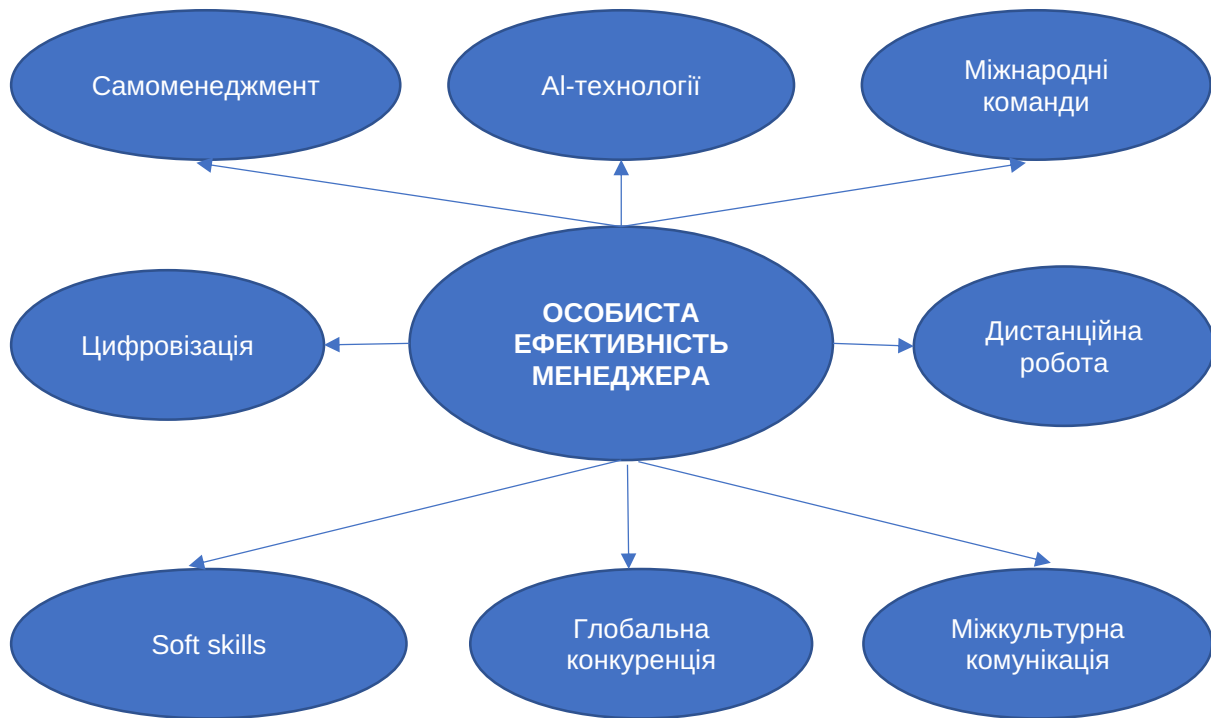 Самоменеджмент
AI-технології
Міжнародні
команди
Цифровізація
ОСОБИСТА
ЕФЕКТИВНІСТЬ
МЕНЕДЖЕРА
Дистанційна
робота
Soft skills
Глобальна
конкуренція
Міжкультурна
комунікація